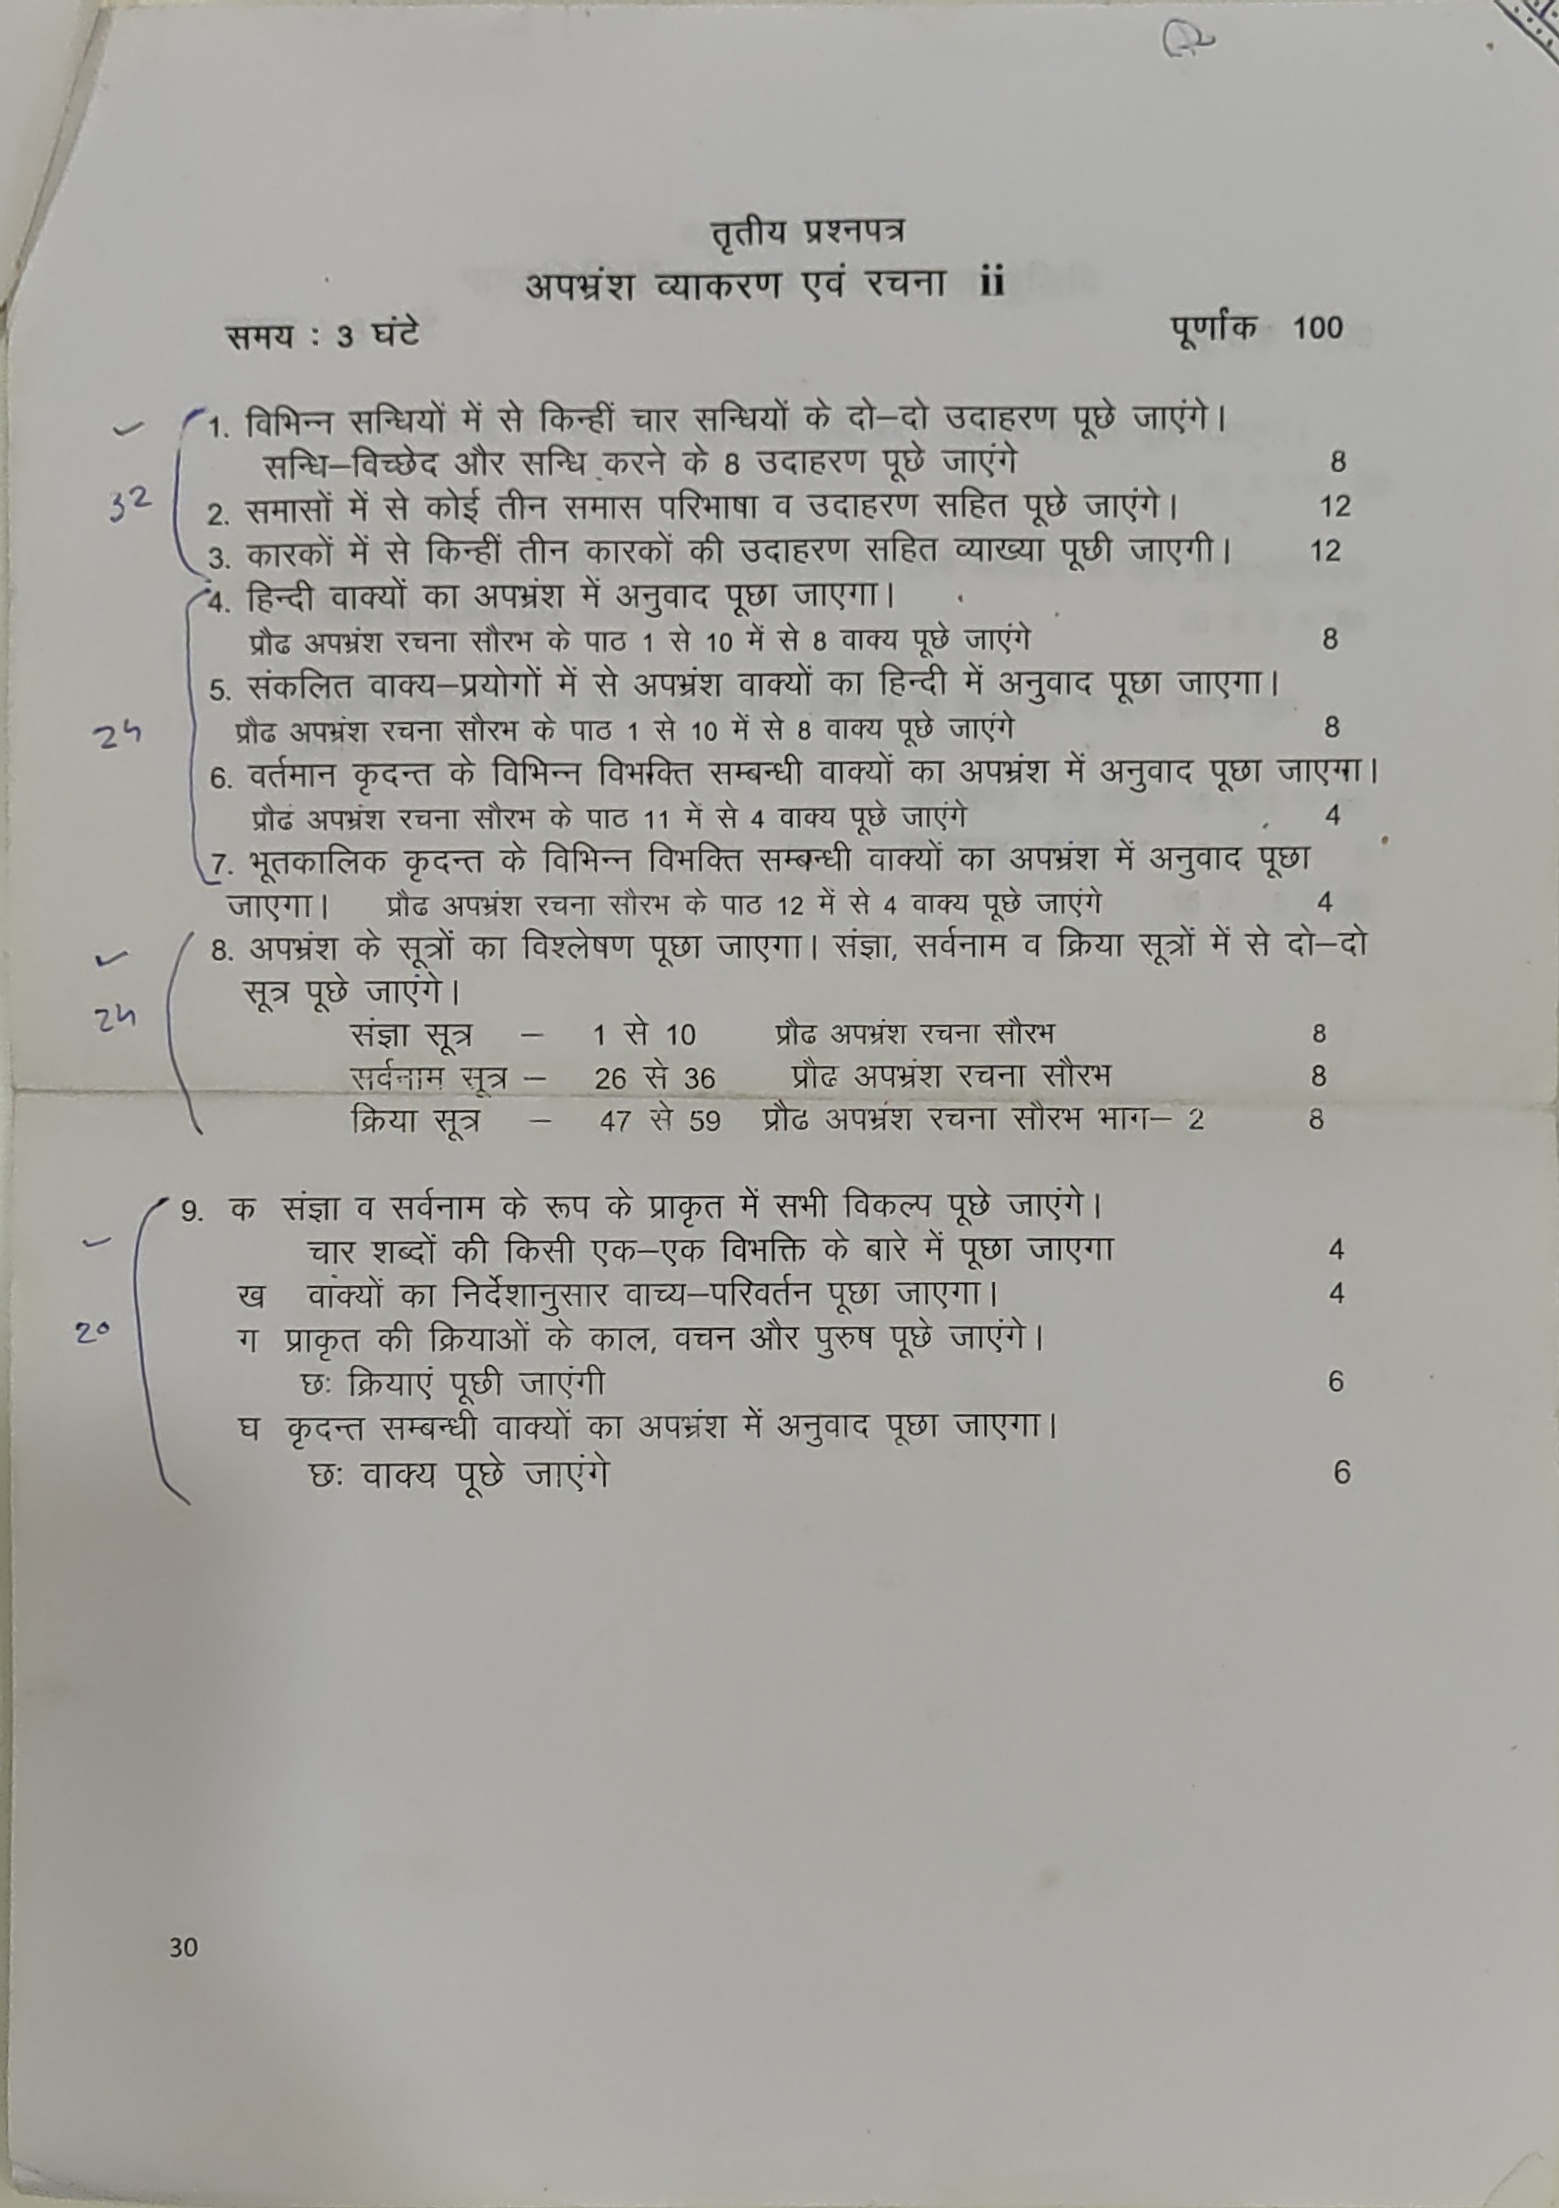 तृतीय प्रश्नपत्र
अपभ्रंश व्याकरण एवं रचना ii
समय : 3 घंटे पूर्णांक 100
1. विभिन्न सन्धियों में से किन्हीं चार सन्धियों के दो–दो उदाहरण पूछे जाएंगे।
सन्धि–विच्छेद और सन्धि करने के 8 उदाहरण पूछे जाएंगे 8
32
2. समासों में से कोई तीन समास परिभाषा व उदाहरण सहित पूछे जाएंगे। 12
3. कारकों में से किन्हीं तीन कारकों की उदाहरण सहित व्याख्या पूछी जाएगी। 12
4. हिन्दी वाक्यों का अपभ्रंश में अनुवाद पूछा जाएगा।
प्रौढ अपभ्रंश रचना सौरभ के पाठ 1 से 10 में से 8 वाक्य पूछे जाएंगे 8
5. संकलित वाक्य–प्रयोगों में से अपभ्रंश वाक्यों का हिन्दी में अनुवाद पूछा जाएगा।
24
प्रौढ अपभ्रंश रचना सौरभ के पाठ 1 से 10 में से 8 वाक्य पूछे जाएंगे 8
6. वर्तमान कृदन्त के विभिन्न विभक्ति सम्बन्धी वाक्यों का अपभ्रंश में अनुवाद पूछा जाएगा।
प्रौढं अपभ्रंश रचना सौरभ के पाठ 11 में से 4 वाक्य पूछे जाएंगे 4
7. भूतकालिक कृदन्त के विभिन्न विभक्ति सम्बन्धी वाक्यों का अपभ्रंश में अनुवाद पूछा
जाएगा। प्रौढ अपभ्रंश रचना सौरभ के पाठ 12 में से 4 वाक्य पूछे जाएंगे 4
8. अपभ्रंश के सूत्रों का विश्लेषण पूछा जाएगा। संज्ञा, सर्वनाम व क्रिया सूत्रों में से दो–दो
सूत्र पूछे जाएंगे।
24
संज्ञा सूत्र – 1 से 10 प्रौढ अपभ्रंश रचना सौरभ 8
सर्वनाम सूत्र – 26 से 36 प्रौढ अपभ्रंश रचना सौरभ 8
क्रिया सूत्र – 47 से 59 प्रौढ अपभ्रंश रचना सौरभ भाग– 2 8
9. क संज्ञा व सर्वनाम के रूप के प्राकृत में सभी विकल्प पूछे जाएंगे।
चार शब्दों की किसी एक–एक विभक्ति के बारे में पूछा जाएगा 4
ख वांक्यों का निर्देशानुसार वाच्य–परिवर्तन पूछा जाएगा। 4
20
ग प्राकृत की क्रियाओं के काल, वचन और पुरुष पूछे जाएंगे।
छः क्रियाएं पूछी जाएंगी 6
घ कृदन्त सम्बन्धी वाक्यों का अपभ्रंश में अनुवाद पूछा जाएगा।
छः वाक्य पूछे जाएंगे 6
30